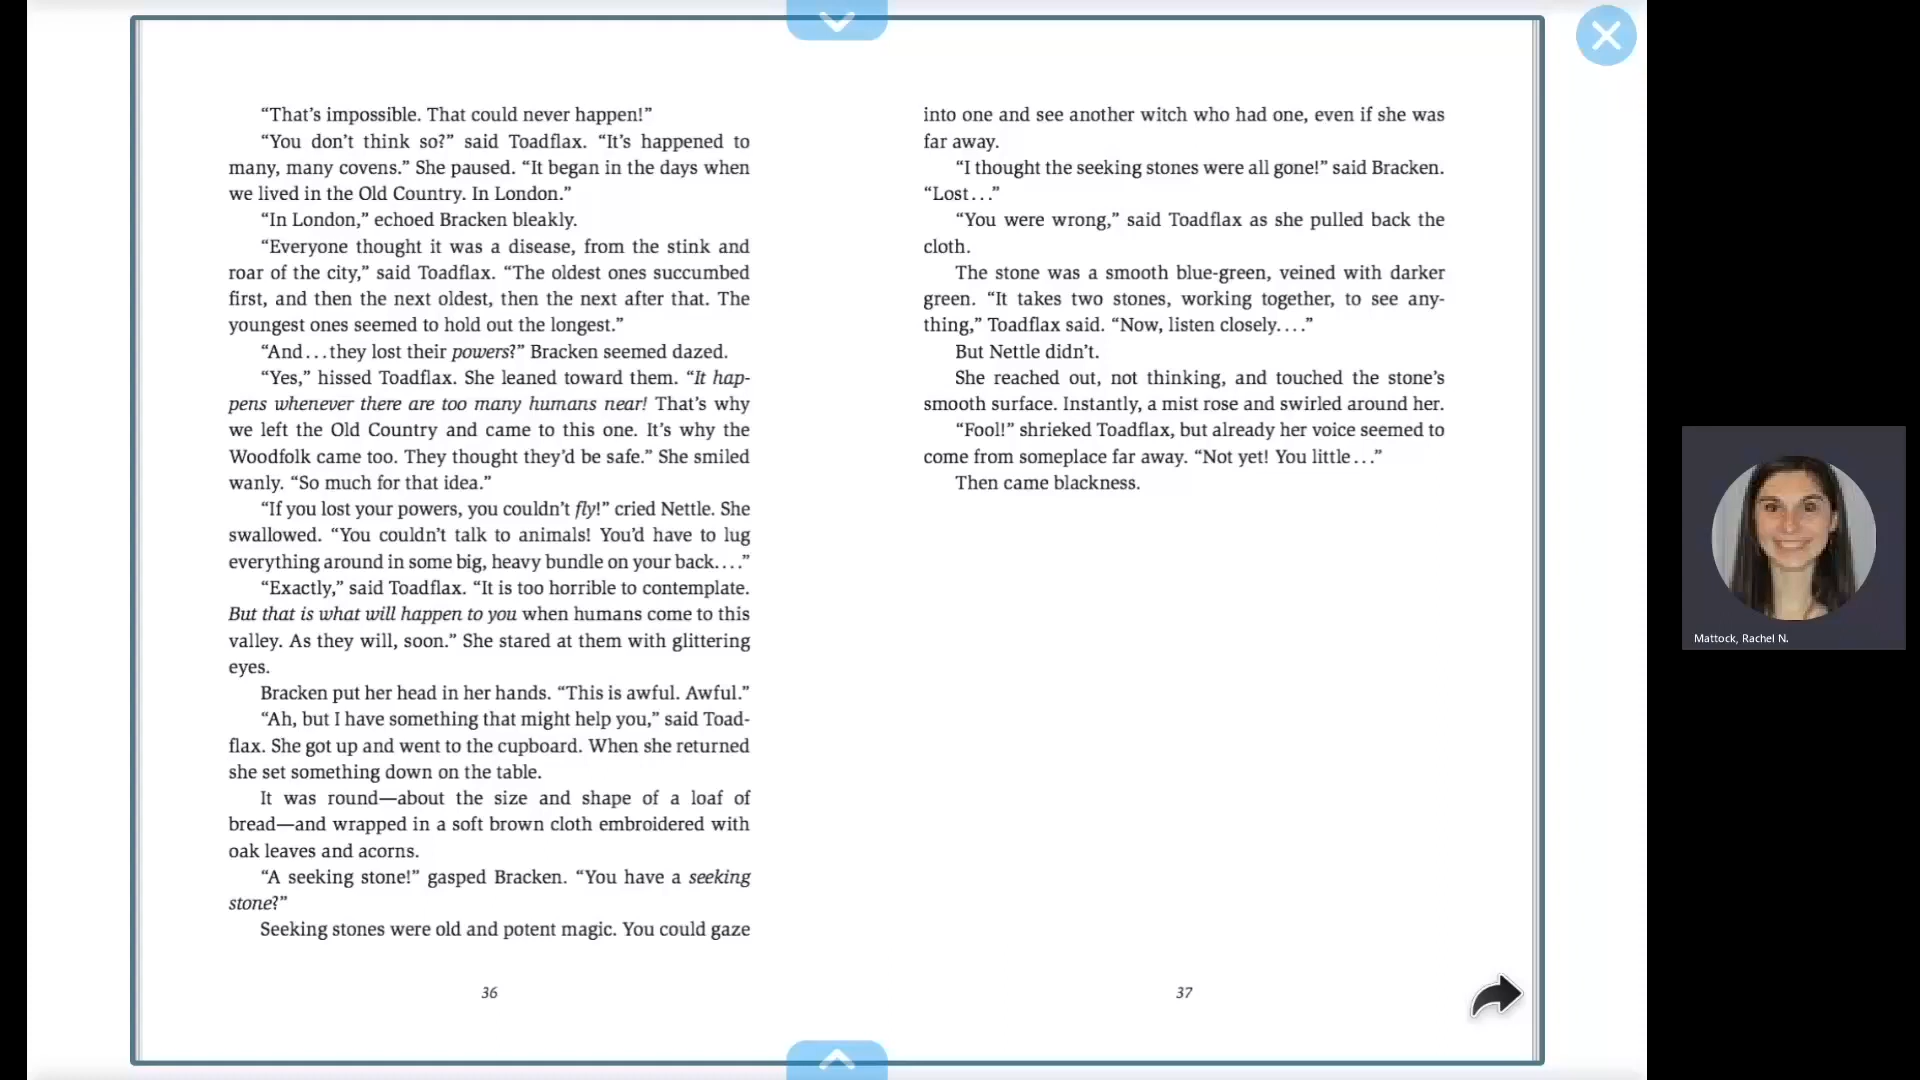 “That’s impossible. That could never happen!”
“You don’t think so?” said Toadflax. “It’s happened to
many, many covens.” She paused. “It began in the days when
we lived in the Old Country. In London.”
“In London,” echoed Bracken bleakly.
“Everyone thought it was a disease, from the stink and
roar of the city,” said Toadflax. “The oldest ones succumbed
first, and then the next oldest, then the next after that. The
youngest ones seemed to hold out the longest.”
“And...they lost their powers?” Bracken seemed dazed.
“Yes,” hissed Toadflax. She leaned toward them. “It hap-
pens whenever there are too many humans near! That’s why
we left the Old Country and came to this one. It’s why the
Woodfolk came too. They thought they’d be safe.” She smiled
wanly. “So much for that idea.”
“If you lost your powers, you couldn’t fly!” cried Nettle. She
swallowed. “You couldn’t talk to animals! You’d have to lug
everything around in some big, heavy bundle on your back....”
“Exactly,” said Toadflax. “It is too horrible to contemplate.
But that is what will happen to you when humans come to this
valley. As they will, soon.” She stared at them with glittering
eyes.
Bracken put her head in her hands. “This is awful. Awful.”
“Ah, but I have something that might help you,” said Toad-
flax. She got up and went to the cupboard. When she returned
she set something down on the table.
It was round—about the size and shape of a loaf of
bread—and wrapped in a soft brown cloth embroidered with
oak leaves and acorns.
“A seeking stone!” gasped Bracken. “You have a seeking
stone?”
Seeking stones were old and potent magic. You could gaze
36
into one and see another witch who had one, even if she was
far away.
“I thought the seeking stones were all gone!” said Bracken.
“Lost...”
“You were wrong,” said Toadflax as she pulled back the
cloth.
The stone was a smooth blue-green, veined with darker
green. “It takes two stones, working together, to see any-
thing,” Toadflax said. “Now, listen closely....”
But Nettle didn’t.
She reached out, not thinking, and touched the stone’s
smooth surface. Instantly, a mist rose and swirled around her.
“Fool!” shrieked Toadflax, but already her voice seemed to
come from someplace far away. “Not yet! You little...”
Then came blackness.
37
Mattock, Rachel N.